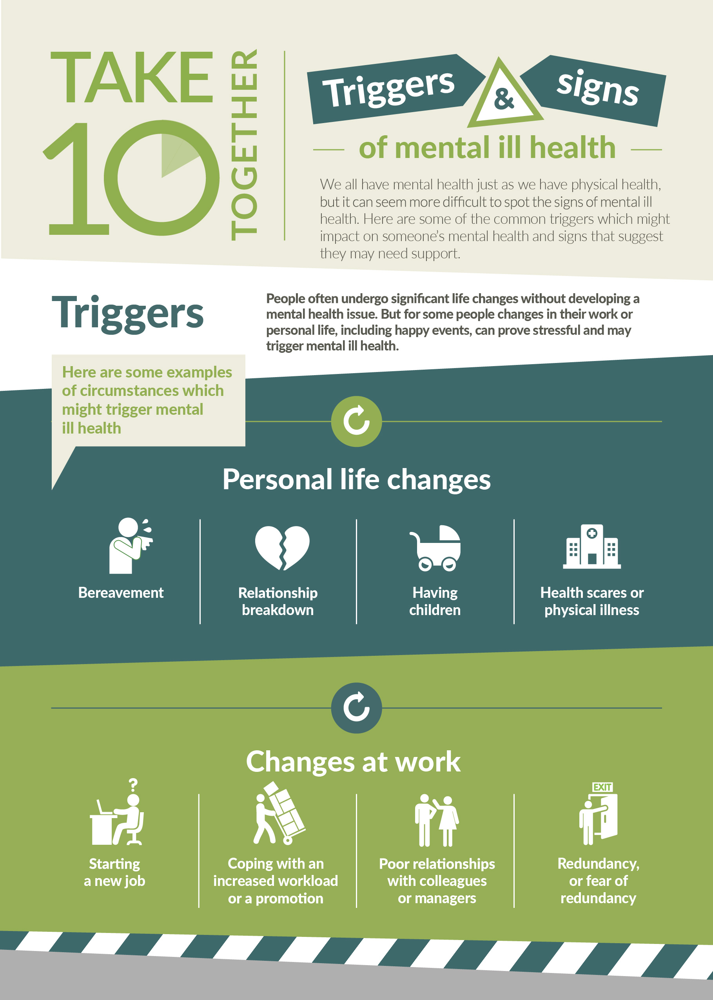 TAKE
10
TOGETHER
Triggers & signs
of mental ill health
We all have mental health just as we have physical health,
but it can seem more difficult to spot the signs of mental ill
health. Here are some of the common triggers which might
impact on someone’s mental health and signs that suggest
they may need support.
Triggers
People often undergo significant life changes without developing a
mental health issue. But for some people changes in their work or
personal life, including happy events, can prove stressful and may
trigger mental ill health.
Here are some examples
of circumstances which
might trigger mental
ill health
Personal life changes
Bereavement
Relationship
breakdown
Having
children
Health scares or
physical illness
Changes at work
?
EXIT
Starting
a new job
Coping with an
increased workload
or a promotion
Poor relationships
with colleagues
or managers
Redundancy,
or fear of
redundancy